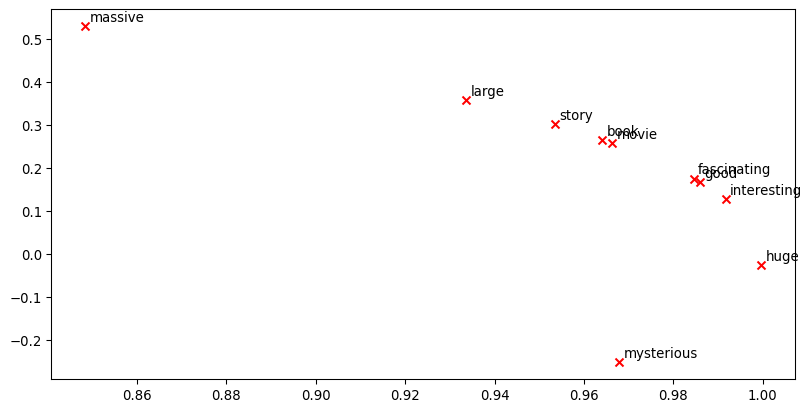 massive
0.5
large
0.4
story
0.3
book
movie
0.2
fascinating
good
interesting
0.1
0.0
huge
−0.1
−0.2
mysterious
0.86 0.88 0.90 0.92 0.94 0.96 0.98 1.00